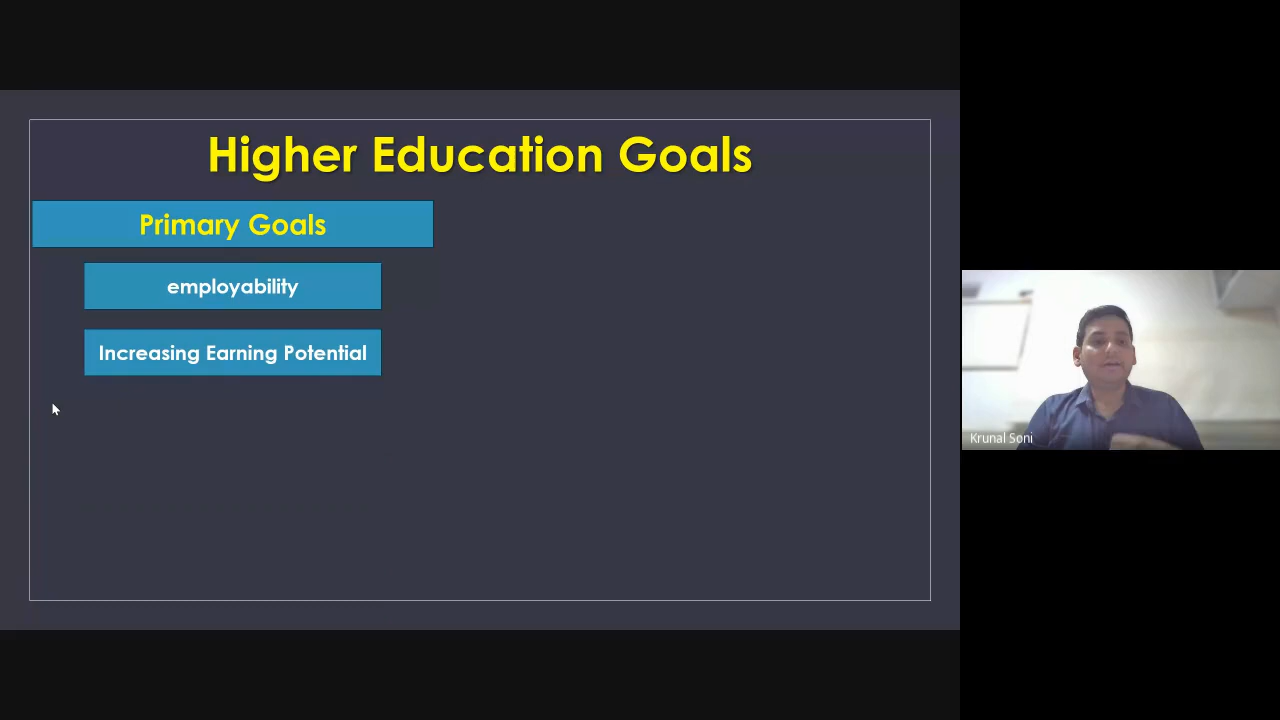 Higher Education Goals
Primary Goals
employability
Increasing Earning Potential
Krunal Soni